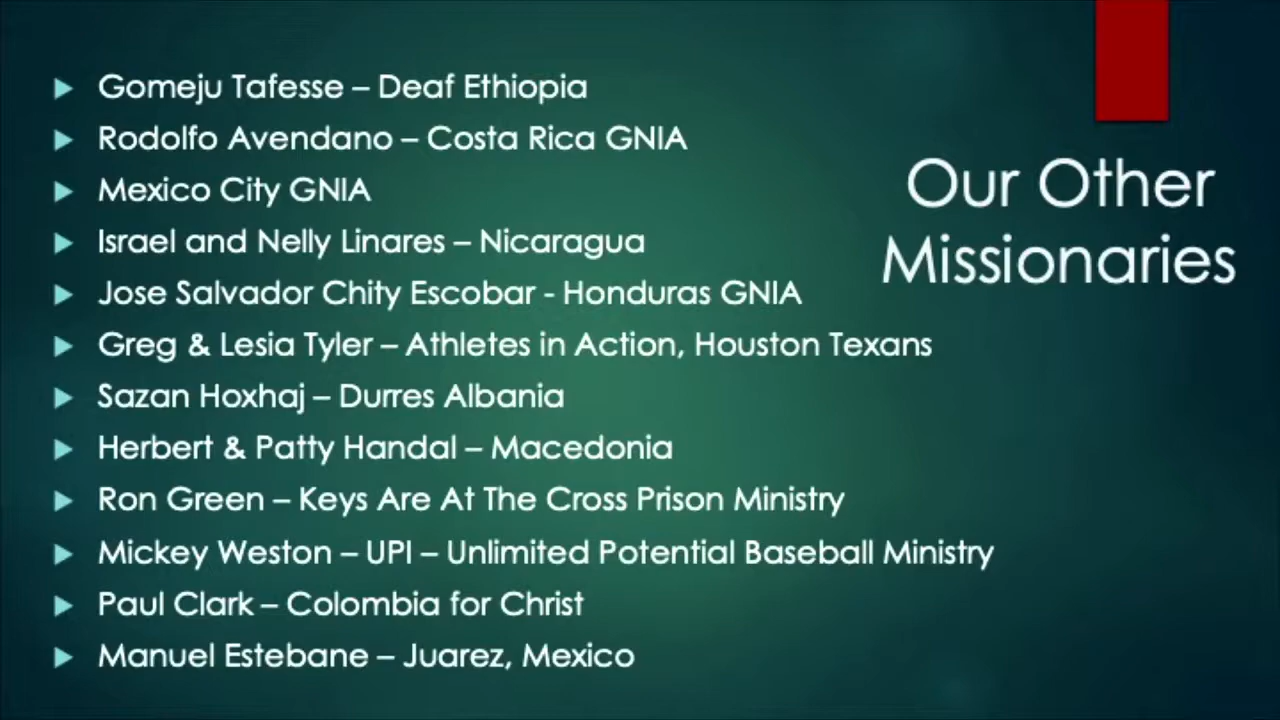 Our Other
Missionaries
Gomeju Tafesse – Deaf Ethiopia
Rodolfo Avendano – Costa Rica GNIA
Mexico City GNIA
Israel and Nelly Linares – Nicaragua
Jose Salvador Chity Escobar - Honduras GNIA
Greg & Lesia Tyler – Athletes in Action, Houston Texans
Sazan Hoxhaj – Durres Albania
Herbert & Patty Handal – Macedonia
Ron Green – Keys Are At The Cross Prison Ministry
Mickey Weston – UPI – Unlimited Potential Baseball Ministry
Paul Clark – Colombia for Christ
Manuel Estebane – Juarez, Mexico